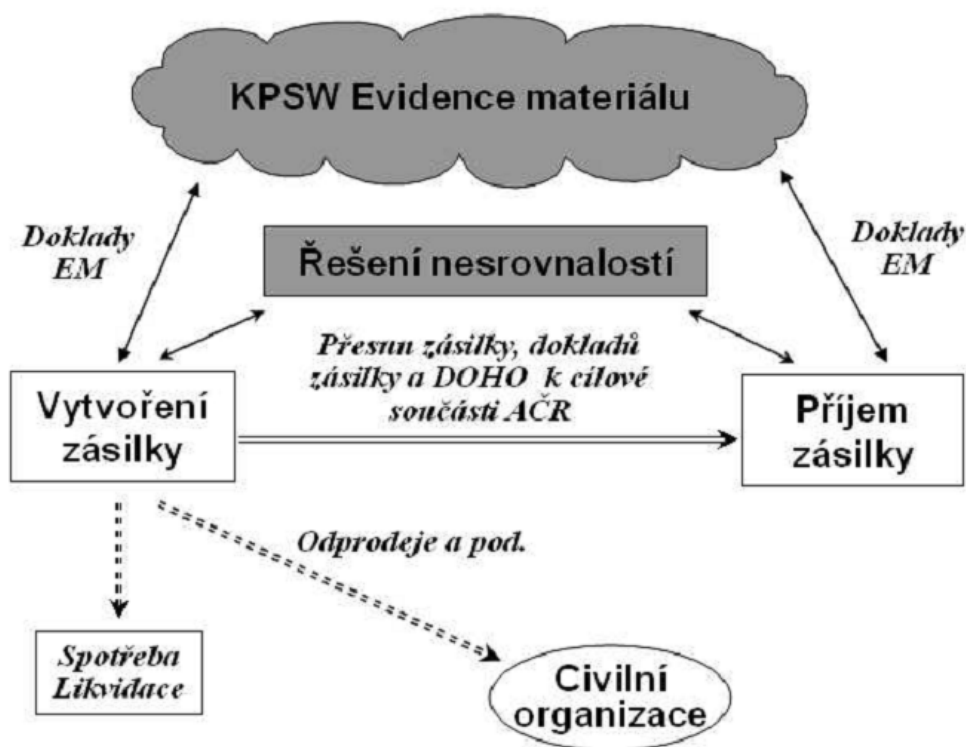 KPSW Evidence materiálu
Doklady
EM
Doklady
EM
Řešení nesrovnalostí
Přesun zásilky, dokladů
zásilky a DOHO k cílové
součásti AČR
Vytvoření
zásilky
Příjem
zásilky
Odprodeje a pod.
Spotřeba
Likvidace
Civilní
organizace